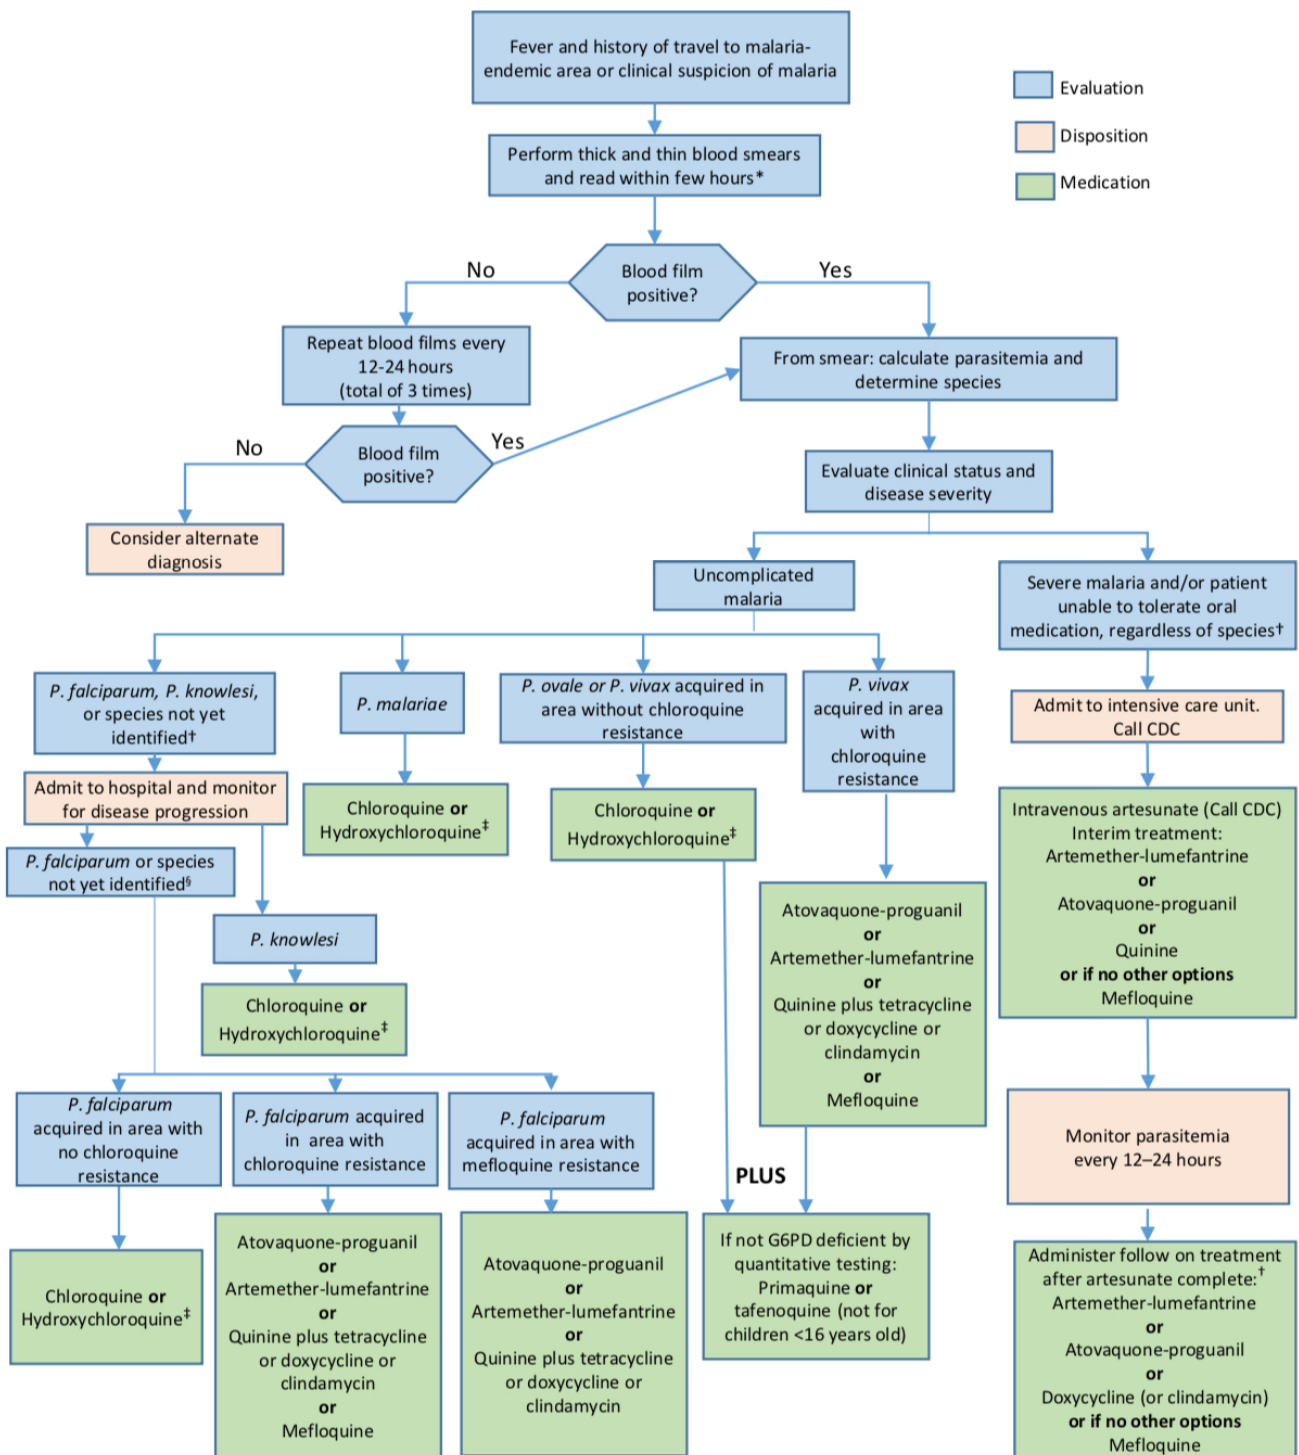 Fever and history of travel to malaria-
endemic area or clinical suspicion of malaria
Evaluation
Disposition
Medication
Perform thick and thin blood smears
and read within few hours*
Blood film
positive?
No
Yes
Repeat blood films every
12-24 hours
(total of 3 times)
From smear: calculate parasitemia and
determine species
Blood film
positive?
No
Yes
Consider alternate
diagnosis
Evaluate clinical status and
disease severity
Uncomplicated
malaria
Severe malaria and/or patient
unable to tolerate oral
medication, regardless of species†
P. falciparum, P. knowlesi,
or species not yet
identified†
P. malariae
P. ovale or P. vivax acquired in
area without chloroquine
resistance
P. vivax
acquired in area
with
chloroquine
resistance
Admit to intensive care unit.
Call CDC
Admit to hospital and monitor
for disease progression
Chloroquine or
Hydroxychloroquine‡
Chloroquine or
Hydroxychloroquine‡
Intravenous artesunate (Call CDC)
Interim treatment:
Artemether-lumefantrine
or
Atovaquone-proguanil
or
Quinine
or if no other options
Mefloquine
P. falciparum or species
not yet identified§
P. knowlesi
Chloroquine or
Hydroxychloroquine‡
Atovaquone-proguanil
or
Artemether-lumefantrine
or
Quinine plus tetracycline
or doxycycline or
clindamycin
or
Mefloquine
P. falciparum
acquired in area with
no chloroquine
resistance
P. falciparum acquired
in area with
chloroquine resistance
P. falciparum
acquired in area with
mefloquine resistance
Monitor parasitemia
every 12–24 hours
PLUS
Chloroquine or
Hydroxychloroquine‡
Atovaquone-proguanil
or
Artemether-lumefantrine
or
Quinine plus tetracycline
or doxycycline or
clindamycin
or
Mefloquine
Atovaquone-proguanil
or
Artemether-lumefantrine
or
Quinine plus tetracycline
or doxycycline or
clindamycin
If not G6PD deficient by
quantitative testing:
Primaquine or
tafenoquine (not for
children <16 years old)
Administer follow on treatment
after artesunate complete:†
Artemether-lumefantrine
or
Atovaquone-proguanil
or
Doxycycline (or clindamycin)
or if no other options
Mefloquine